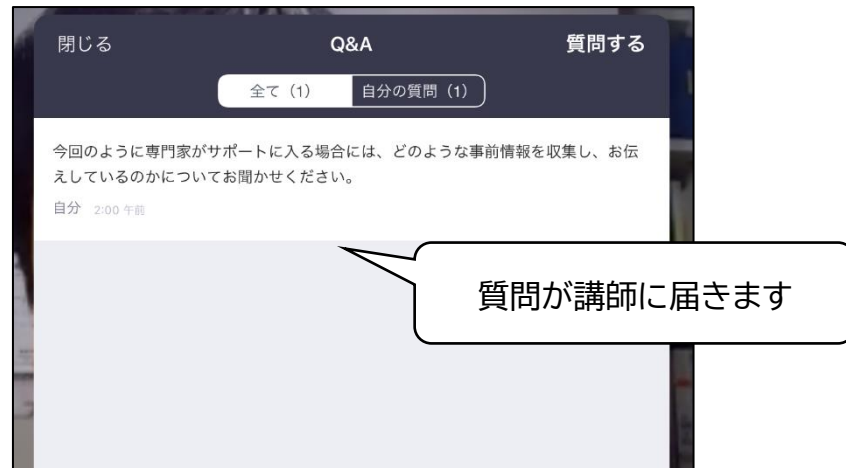 閉じる
Q&A
質問する
全て（1）
自分の質問（1）
今回のように専門家がサポートに入る場合には、どのような事前情報を収集し、お伝
えしているのかについてお聞かせください。
自分 2:00 午前
質問が講師に届きます